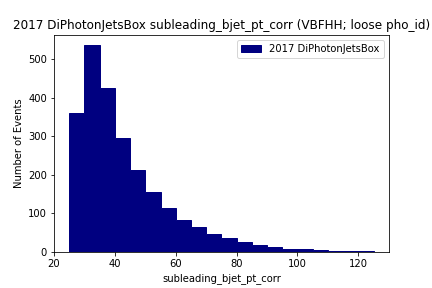 2017 DiPhotonJetsBox subleading_bjet_pt_corr (VBFHH; loose pho_id)
2017 DiPhotonJetsBox
Number of Events
500
400
300
200
100
0
20 40 60 80 100 120
subleading_bjet_pt_corr